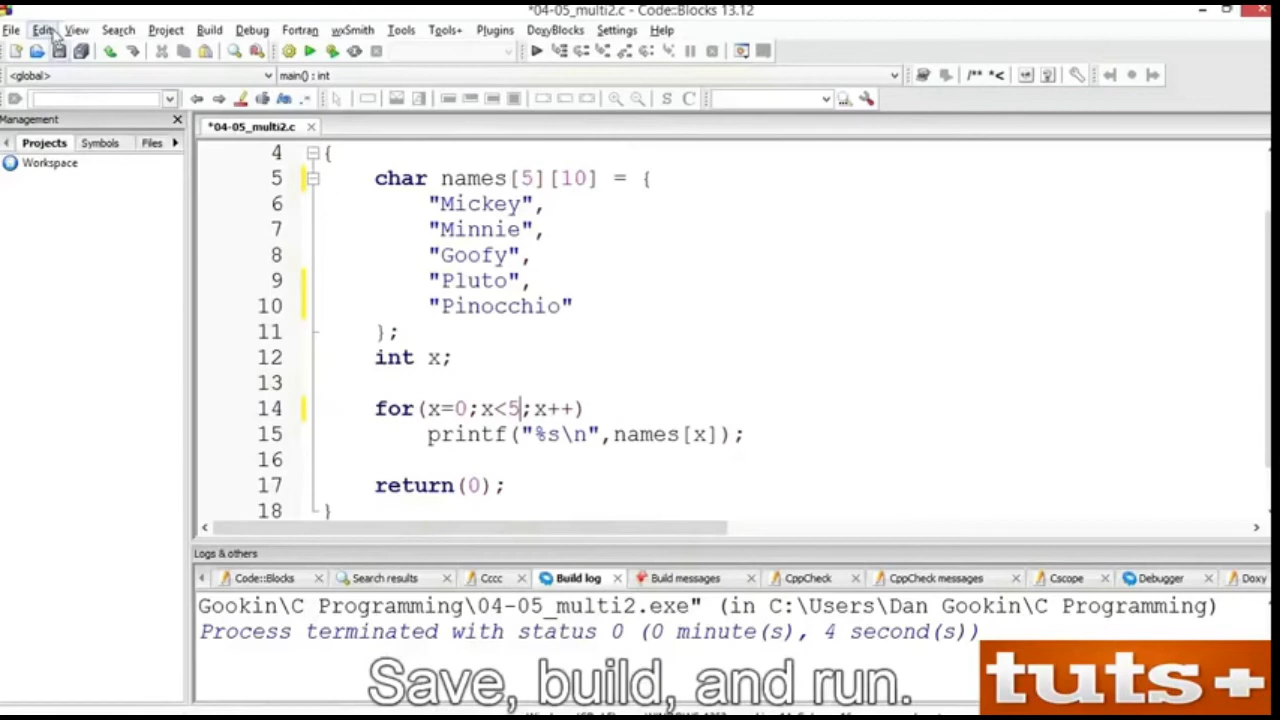 *04-05_multi2.c - Code::Blocks 13.12
File Edit View Search Project Build Debug Fortran wxSmith Tools Tools+ Plugins DoxyBlocks Settings Help
<global> main() : int
/** *<
S C
Management
*04-05_multi2.c
Projects Symbols Files
Workspace
4 {
5 char names[5][10] = {
6 "Mickey",
7 "Minnie",
8 "Goofy",
9 "Pluto",
10 "Pinocchio"
11 };
12 int x;
13
14 for(x=0;x<5;x++)
15 printf("%s\n",names[x]);
16
17 return(0);
18 }
Logs & others
Code::Blocks Search results Cccc Build log Build messages CppCheck CppCheck messages Cscope Debugger Doxy
Gookin\C Programming\04-05_multi2.exe" (in C:\Users\Dan Gookin\C Programming)
Process terminated with status 0 (0 minute(s), 4 second(s))
Save, build, and run.
tuts+